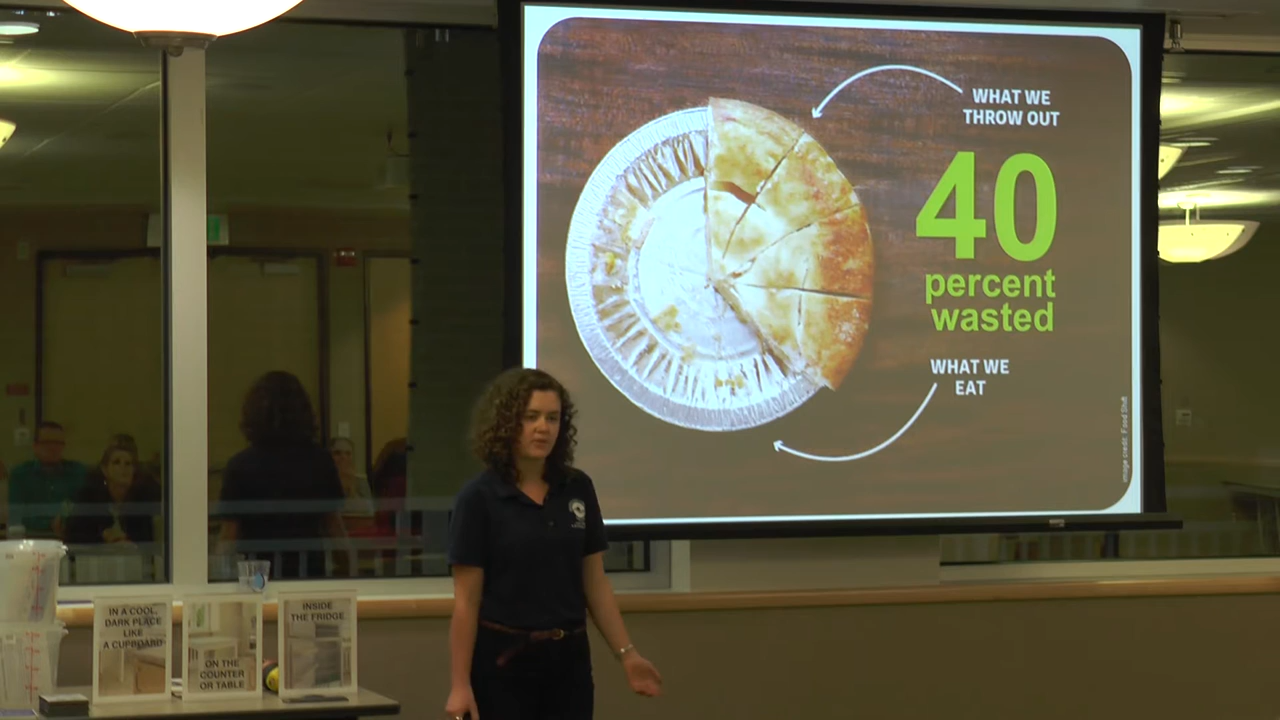 WHAT WE
THROW OUT
40
percent
wasted
WHAT WE
EAT
image credit: Food Shift
IN A COOL,
DARK PLACE
LIKE
A CUPBOARD
ON THE
COUNTER
OR TABLE
INSIDE
THE FRIDGE